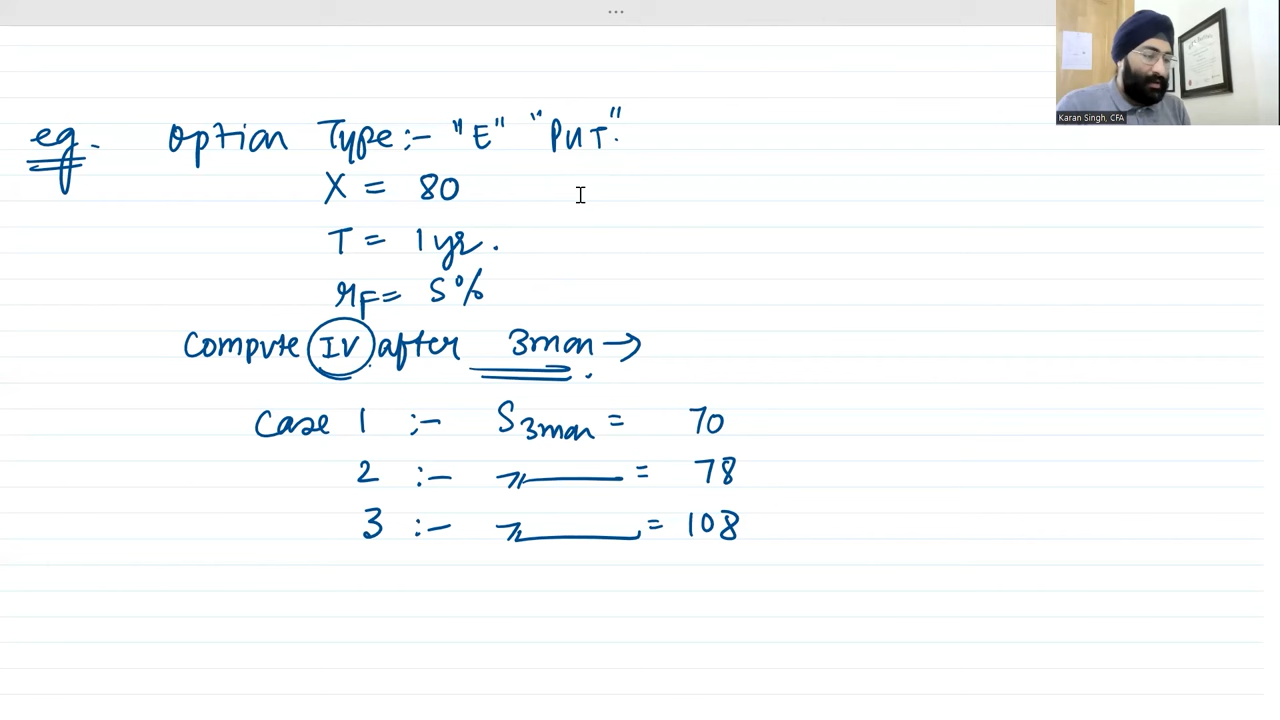 Karan Singh, CFA
eg. Option Type:- "E" "PUT."
X = 80
T = 1 yr.
rF= 5%
Compute IV after 3mon →
Case 1 :- S3mon = 70
2 :- = 78
3 :- = 108